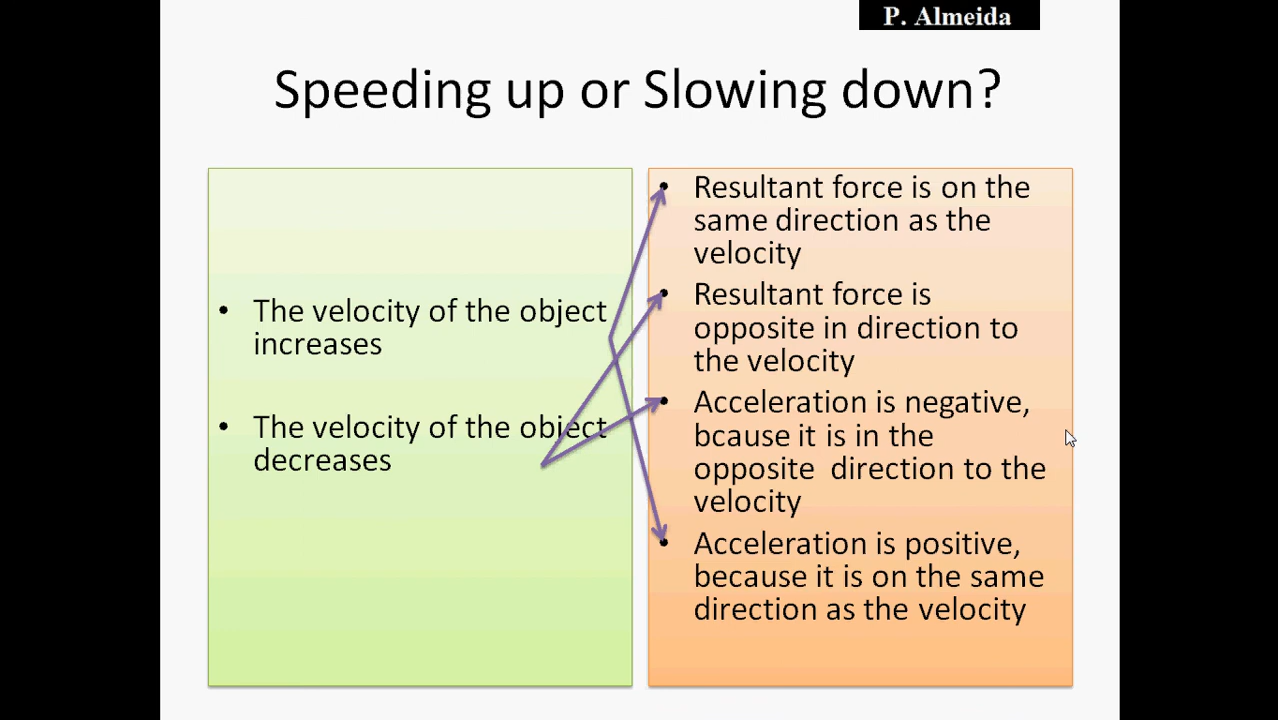 P. Almeida
Speeding up or Slowing down?
• The velocity of the object
increases
• The velocity of the object
decreases
• Resultant force is on the
same direction as the
velocity
• Resultant force is
opposite in direction to
the velocity
• Acceleration is negative,
bcause it is in the
opposite  direction to the
velocity
• Acceleration is positive,
because it is on the same
direction as the velocity